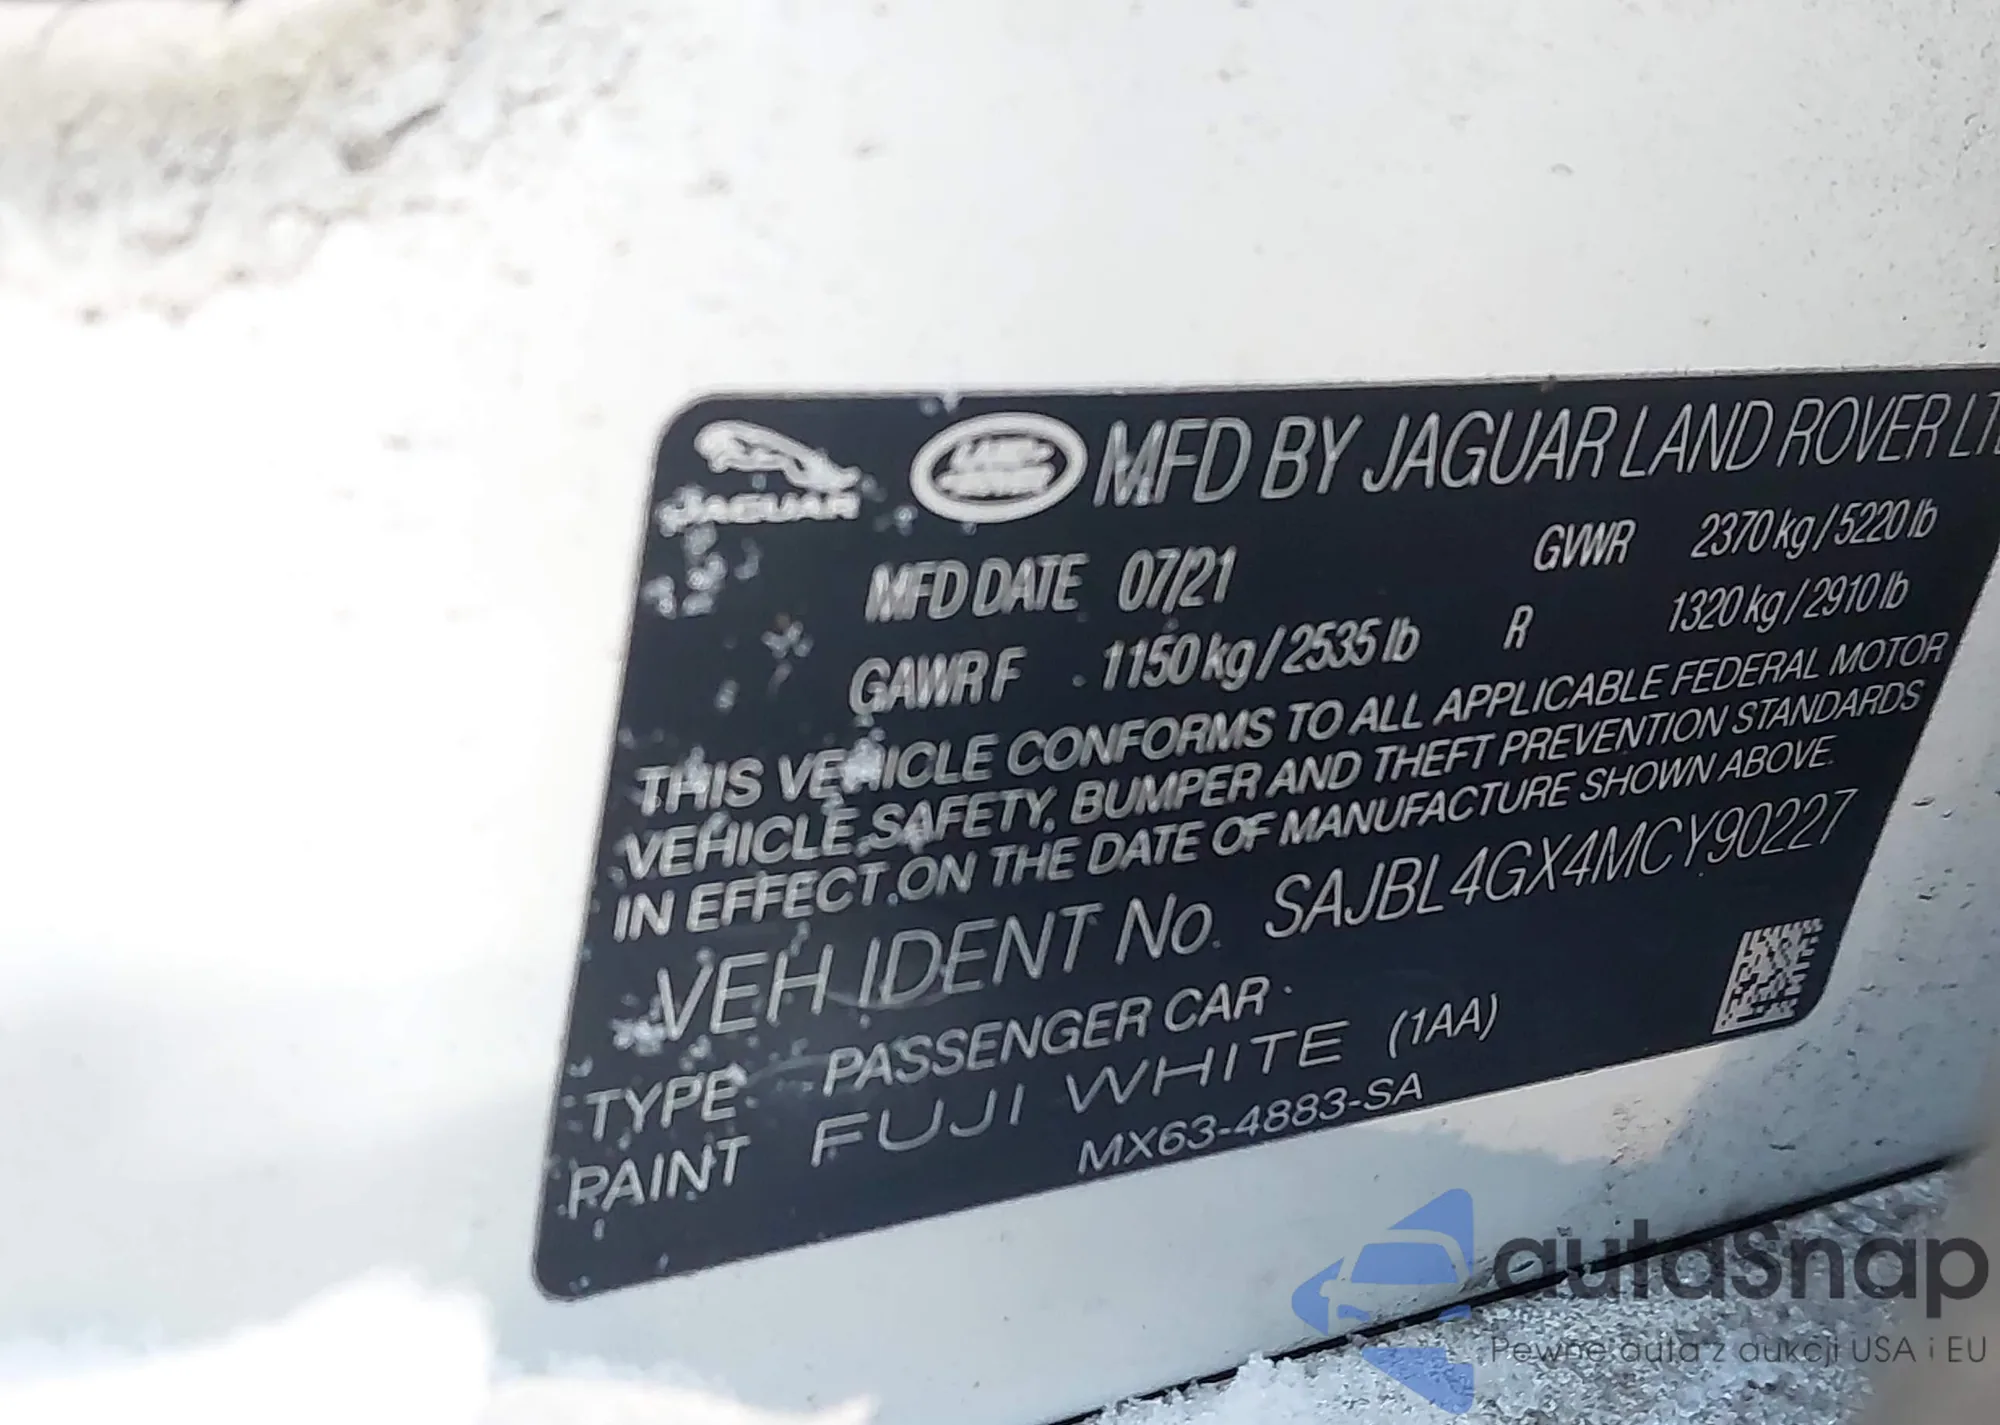 JAGUAR LAND ROVER MFD BY JAGUAR LAND ROVER LT
MFD DATE 07/21 GVWR 2370 kg / 5220 lb
GAWR F 1150 kg / 2535 lb R 1320 kg / 2910 lb
THIS VEHICLE CONFORMS TO ALL APPLICABLE FEDERAL MOTOR
VEHICLE SAFETY, BUMPER AND THEFT PREVENTION STANDARDS
IN EFFECT ON THE DATE OF MANUFACTURE SHOWN ABOVE.
VEH IDENT No. SAJBL4GX4MCY90227
TYPE PASSENGER CAR
PAINT FUJI WHITE (1AA)
MX63-4883-SA
autaSnap
Pewne auta z aukcji USA i EU